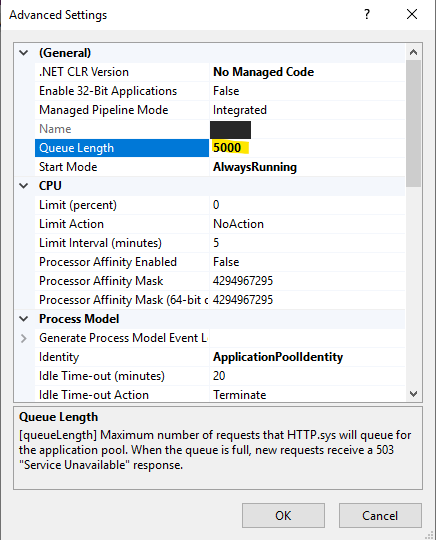 Advanced Settings ? ×
(General)
.NET CLR Version No Managed Code
Enable 32-Bit Applications False
Managed Pipeline Mode Integrated
Name
Queue Length 5000
Start Mode AlwaysRunning
CPU
Limit (percent) 0
Limit Action NoAction
Limit Interval (minutes) 5
Processor Affinity Enabled False
Processor Affinity Mask 4294967295
Processor Affinity Mask (64-bit o 4294967295
Process Model
Generate Process Model Event L
Identity ApplicationPoolIdentity
Idle Time-out (minutes) 20
Idle Time-out Action Terminate
Queue Length
[queueLength] Maximum number of requests that HTTP.sys will queue for
the application pool. When the queue is full, new requests receive a 503
"Service Unavailable" response.
OK Cancel